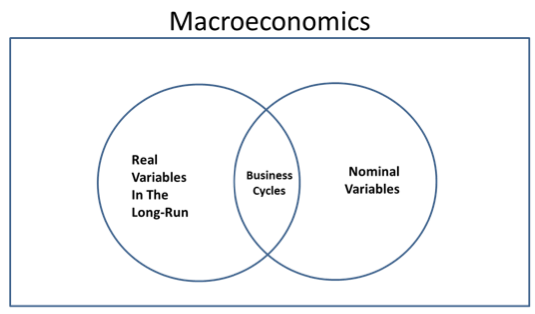 Macroeconomics
Real
Variables
In The
Long-Run
Business
Cycles
Nominal
Variables